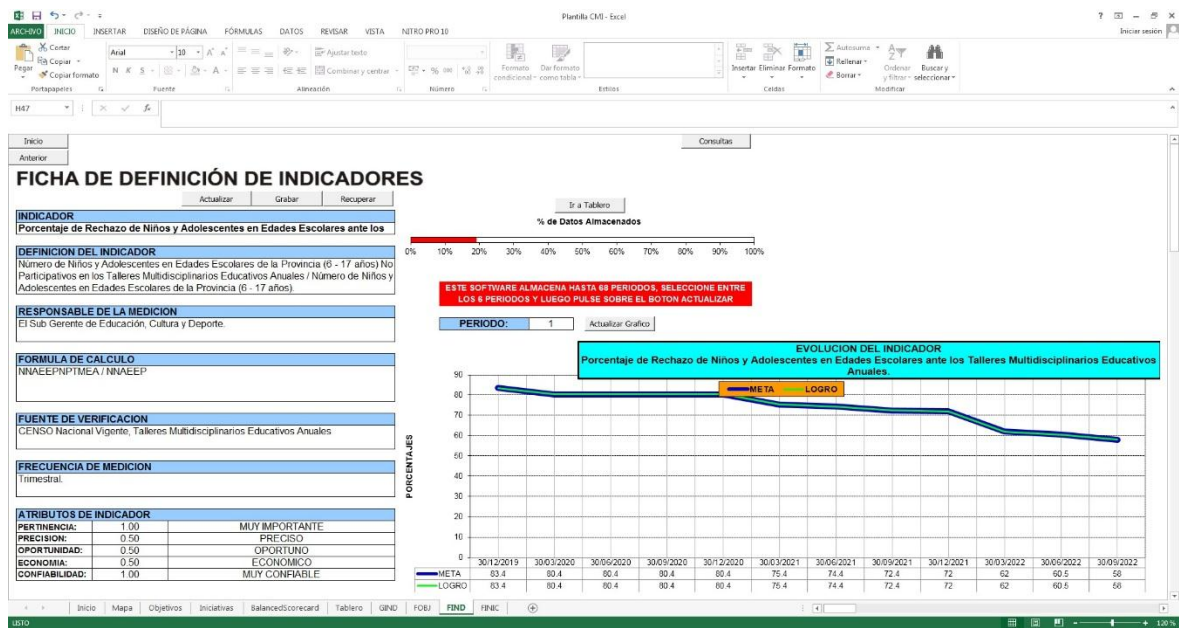 Plantilla CMI - Excel
Iniciar sesión
ARCHIVO INICIO INSERTAR DISEÑO DE PÁGINA FÓRMULAS DATOS REVISAR VISTA NITRO PRO 10
Pegar
Cortar
Copiar
Copiar formato
Portapapeles
Arial 10
N K S
Fuente
Ajustar texto
Combinar y centrar
Alineación
Número
Formato condicional
Dar formato como tabla
Estilos
Insertar Eliminar Formato
Celdas
Autosuma
Rellenar
Borrar
Ordenar y filtrar
Buscar y seleccionar
Modificar
H47
Inicio
Anterior
Consultas
FICHA DE DEFINICIÓN DE INDICADORES
Actualizar Grabar Recuperar
INDICADOR
Porcentaje de Rechazo de Niños y Adolescentes en Edades Escolares ante los
DEFINICION DEL INDICADOR
Número de Niños y Adolescentes en Edades Escolares de la Provincia (6 - 17 años) No
Participativos en los Talleres Multidisciplinarios Educativos Anuales / Número de Niños y
Adolescentes en Edades Escolares de la Provincia (6 - 17 años).
RESPONSABLE DE LA MEDICION
El Sub Gerente de Educación, Cultura y Deporte.
FORMULA DE CALCULO
NNAEEPNPTMEA / NNAEEP
FUENTE DE VERIFICACION
CENSO Nacional Vigente, Talleres Multidisciplinarios Educativos Anuales
FRECUENCIA DE MEDICION
Trimestral.
ATRIBUTOS DE INDICADOR
PERTINENCIA: 1.00 MUY IMPORTANTE
PRECISION: 0.50 PRECISO
OPORTUNIDAD: 0.50 OPORTUNO
ECONOMIA: 0.50 ECONOMICO
CONFIABILIDAD: 1.00 MUY CONFIABLE
Ir a Tablero
% de Datos Almacenados
0% 10% 20% 30% 40% 50% 60% 70% 80% 90% 100%
ESTE SOFTWARE ALMACENA HASTA 68 PERIODOS, SELECCIONE ENTRE
LOS 6 PERIODOS Y LUEGO PULSE SOBRE EL BOTON ACTUALIZAR
PERIODO: 1 Actualizar Grafico
EVOLUCION DEL INDICADOR
Porcentaje de Rechazo de Niños y Adolescentes en Edades Escolares ante los Talleres Multidisciplinarios Educativos
Anuales.
META LOGRO
PORCENTAJES
90
80
70
60
50
40
30
20
10
0
30/12/2019 30/03/2020 30/06/2020 30/09/2020 30/12/2020 30/03/2021 30/06/2021 30/09/2021 30/12/2021 30/03/2022 30/06/2022 30/09/2022
META 83.4 80.4 80.4 80.4 80.4 75.4 74.4 72.4 72 62 60.5 58
LOGRO 83.4 80.4 80.4 80.4 80.4 75.4 74.4 72.4 72 62 60.5 58
Inicio Mapa Objetivos Iniciativas BalancedScorecard Tablero GIND FOBJ FIND FINIC
LISTO
120 %